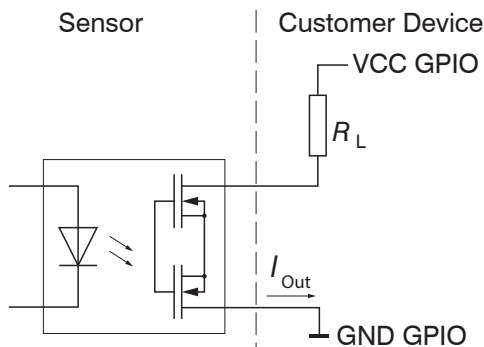 Sensor
Customer Device
VCC GPIO
R L
I Out
GND GPIO